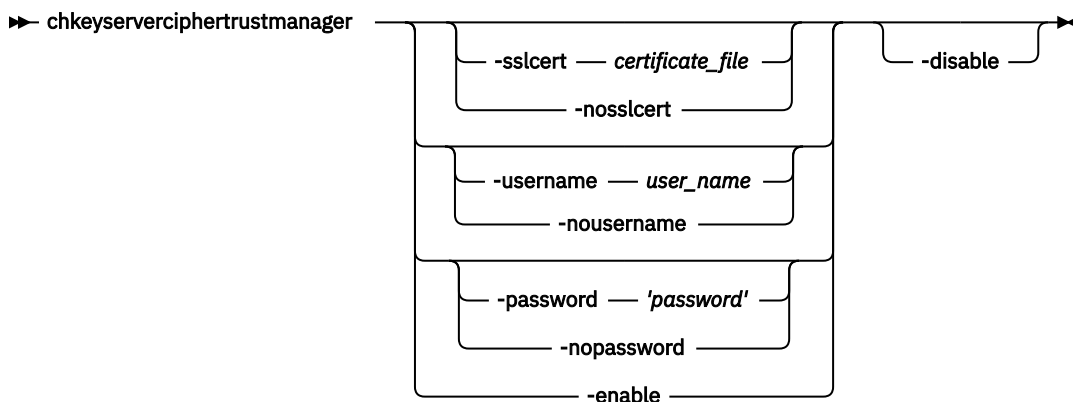 chkeyserverciphertrustmanager
-sslcert certificate_file
-nosslcert
-disable
-username user_name
-nousername
-password 'password'
-nopassword
-enable